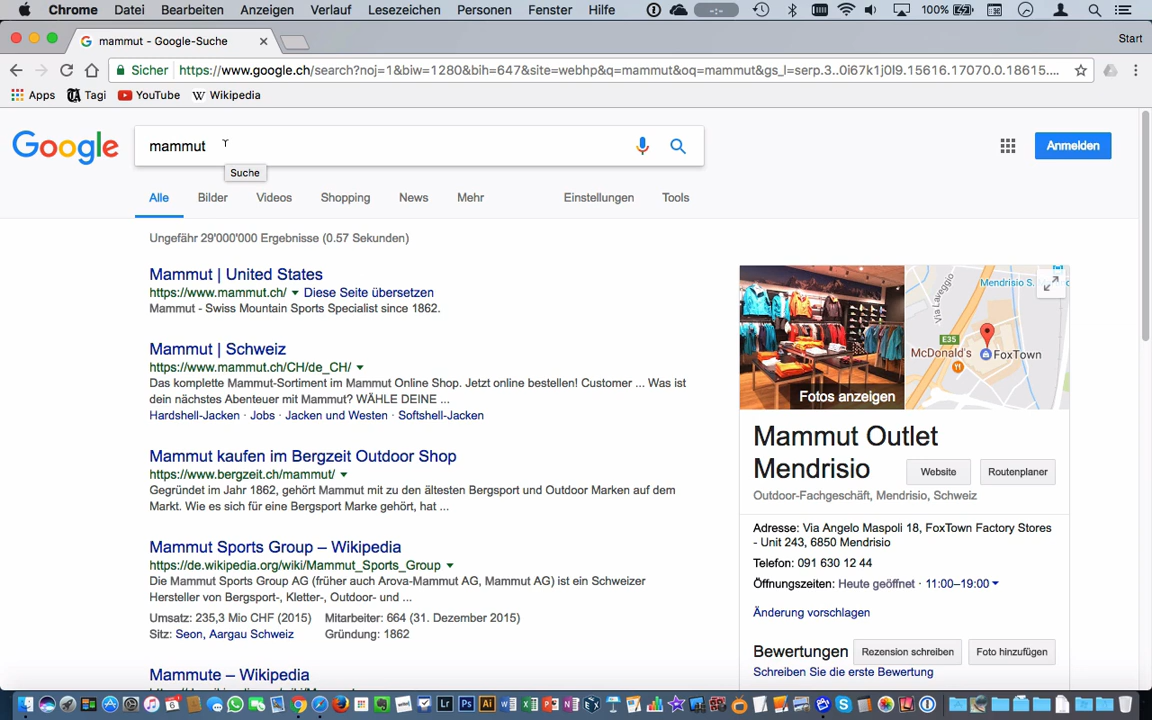 Chrome Datei Bearbeiten Anzeigen Verlauf Lesezeichen Personen Fenster Hilfe 100%
mammut - Google-Suche
Start
Sicher https://www.google.ch/search?noj=1&biw=1280&bih=647&site=webhp&q=mammut&oq=mammut&gs_l=serp.3..0i67k1j0l9.15616.17070.0.18615....
Apps Tagi YouTube Wikipedia
Google mammut Anmelden
Suche
Alle Bilder Videos Shopping News Mehr Einstellungen Tools
Ungefähr 29'000'000 Ergebnisse (0.57 Sekunden)
Mammut | United States
https://www.mammut.ch/ Diese Seite übersetzen
Mammut - Swiss Mountain Sports Specialist since 1862.
Mammut | Schweiz
https://www.mammut.ch/CH/de_CH/
Das komplette Mammut-Sortiment im Mammut Online Shop. Jetzt online bestellen! Customer ... Was ist
dein nächstes Abenteuer mit Mammut? WÄHLE DEINE ...
Hardshell-Jacken · Jobs · Jacken und Westen · Softshell-Jacken
Mammut kaufen im Bergzeit Outdoor Shop
https://www.bergzeit.ch/mammut/
Gegründet im Jahr 1862, gehört Mammut mit zu den ältesten Bergsport und Outdoor Marken auf dem
Markt. Wie es sich für eine Bergsport Marke gehört, hat ...
Mammut Sports Group – Wikipedia
https://de.wikipedia.org/wiki/Mammut_Sports_Group
Die Mammut Sports Group AG (früher auch Arova-Mammut AG, Mammut AG) ist ein Schweizer
Hersteller von Bergsport-, Kletter-, Outdoor- und ...
Umsatz: 235,3 Mio CHF (2015) Mitarbeiter: 664 (31. Dezember 2015)
Sitz: Seon, Aargau Schweiz Gründung: 1862
Mammute – Wikipedia
Mendrisio S.
Via Laveggio
E35
McDonald's
FoxTown
Fotos anzeigen
Mammut Outlet
Mendrisio
Website Routenplaner
Outdoor-Fachgeschäft, Mendrisio, Schweiz
Adresse: Via Angelo Maspoli 18, FoxTown Factory Stores
- Unit 243, 6850 Mendrisio
Telefon: 091 630 12 44
Öffnungszeiten: Heute geöffnet · 11:00–19:00
Änderung vorschlagen
Bewertungen Rezension schreiben Foto hinzufügen
Schreiben Sie die erste Bewertung
6 Lr Ps Ai